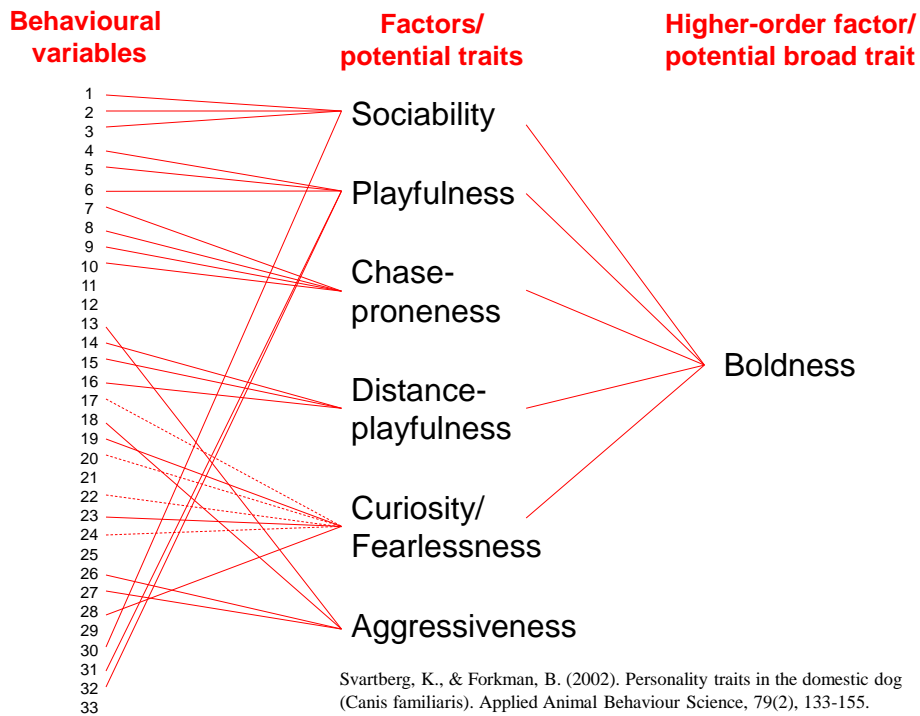 Behavioural
variables
Factors/
potential traits
Higher-order factor/
potential broad trait
1
2
3
4
5
6
7
8
9
10
11
12
13
14
15
16
17
18
19
20
21
22
23
24
25
26
27
28
29
30
31
32
33
Sociability
Playfulness
Chase-
proneness
Distance-
playfulness
Curiosity/
Fearlessness
Aggressiveness
Boldness
Svartberg, K., & Forkman, B. (2002). Personality traits in the domestic dog
(Canis familiaris). Applied Animal Behaviour Science, 79(2), 133-155.